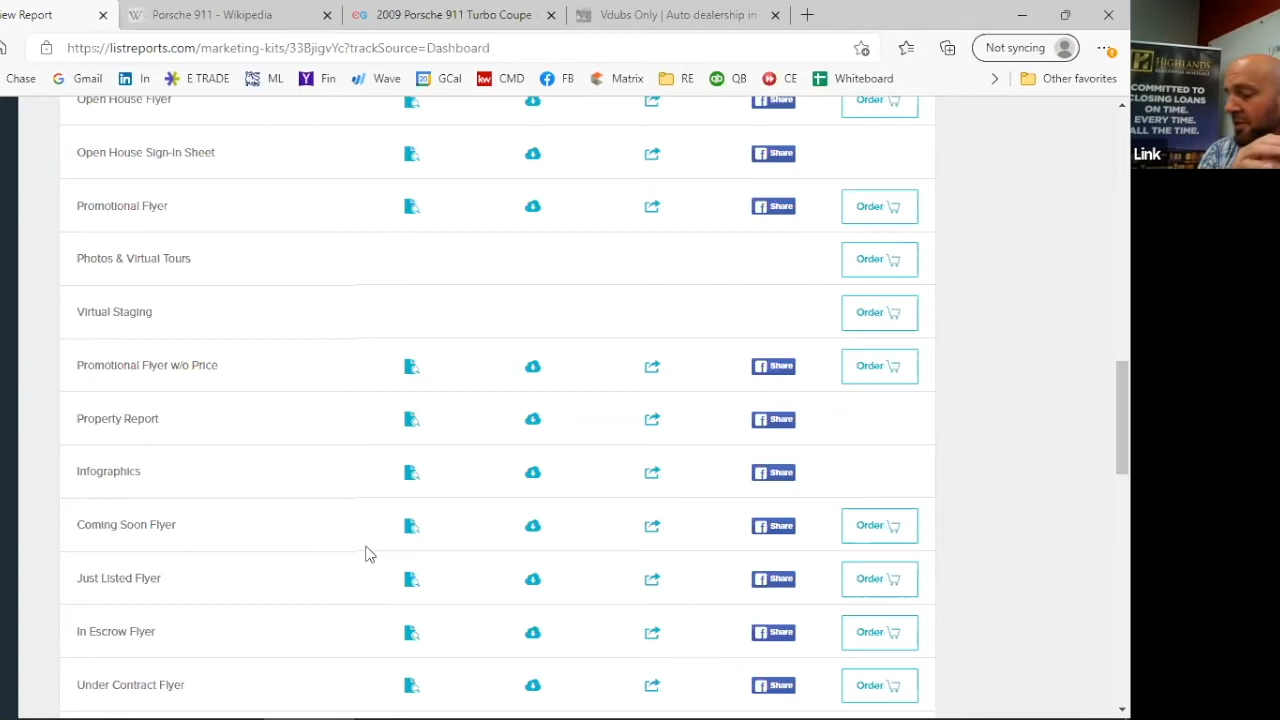 ew Report
Porsche 911 - Wikipedia
2009 Porsche 911 Turbo Coupe
Vdubs Only | Auto dealership in
https://listreports.com/marketing-kits/33BjigvYc?trackSource=Dashboard
Not syncing
Chase Gmail In E TRADE ML Fin Wave GCal CMD FB Matrix RE QB CE Whiteboard Other favorites
Open House Flyer Share Order
Open House Sign-In Sheet Share
Promotional Flyer Share Order
Photos & Virtual Tours Order
Virtual Staging Order
Promotional Flyer w/o Price Share Order
Property Report Share
Infographics Share
Coming Soon Flyer Share Order
Just Listed Flyer Share Order
In Escrow Flyer Share Order
Under Contract Flyer Share Order
HIGHLANDS
RESIDENTIAL MORTGAGE
COMMITTED TO
CLOSING LOANS
ON TIME.
EVERY TIME.
ALL THE TIME.
Link